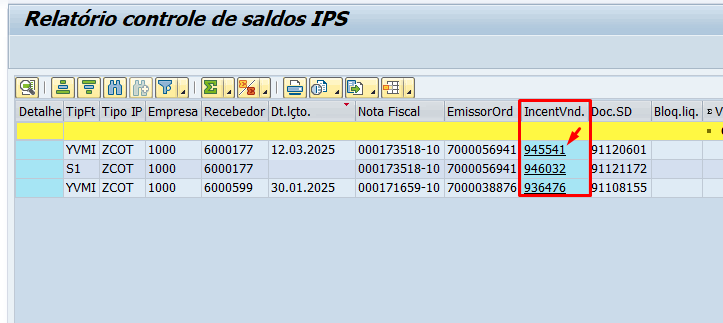 Relatório controle de saldos IPS
Detalhe TipFt Tipo IP Empresa Recebedor Dt.lçto. Nota Fiscal EmissorOrd IncentVnd. Doc.SD Bloq.liq. V
YVMI ZCOT 1000 6000177 12.03.2025 000173518-10 7000056941 945541 91120601
S1 ZCOT 1000 6000177 000173518-10 7000056941 946032 91121172
YVMI ZCOT 1000 6000599 30.01.2025 000171659-10 7000038876 936476 91108155